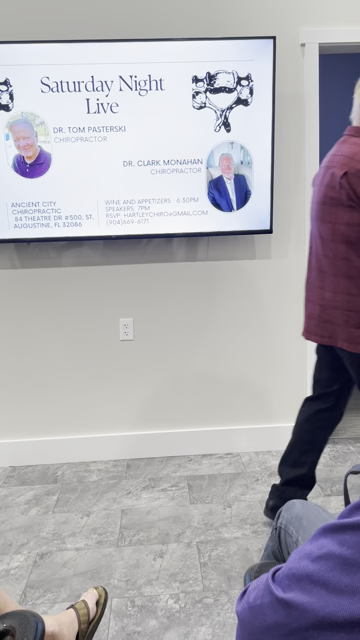 Saturday Night
Live
DR. TOM PASTERSKI
CHIROPRACTOR
DR. CLARK MONAHAN
CHIROPRACTOR
ANCIENT CITY
CHIROPRACTIC
84 THEATRE DR #500, ST.
AUGUSTINE, FL 32086
WINE AND APPETIZERS : 6:30PM
SPEAKERS: 7PM
RSVP: HARTLEYCHIRO@GMAIL.COM
(904)669-6171